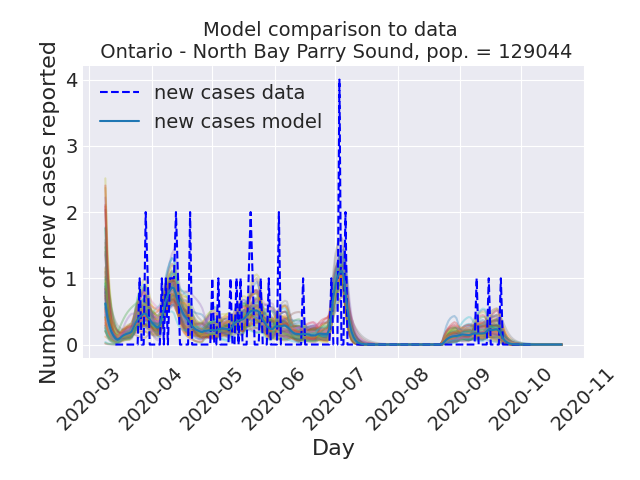 Model comparison to data
Ontario - North Bay Parry Sound, pop. = 129044
Number of new cases reported
4
3
2
1
0
new cases data
new cases model
2020-03
2020-04
2020-05
2020-06
2020-07
2020-08
2020-09
2020-10
2020-11
Day